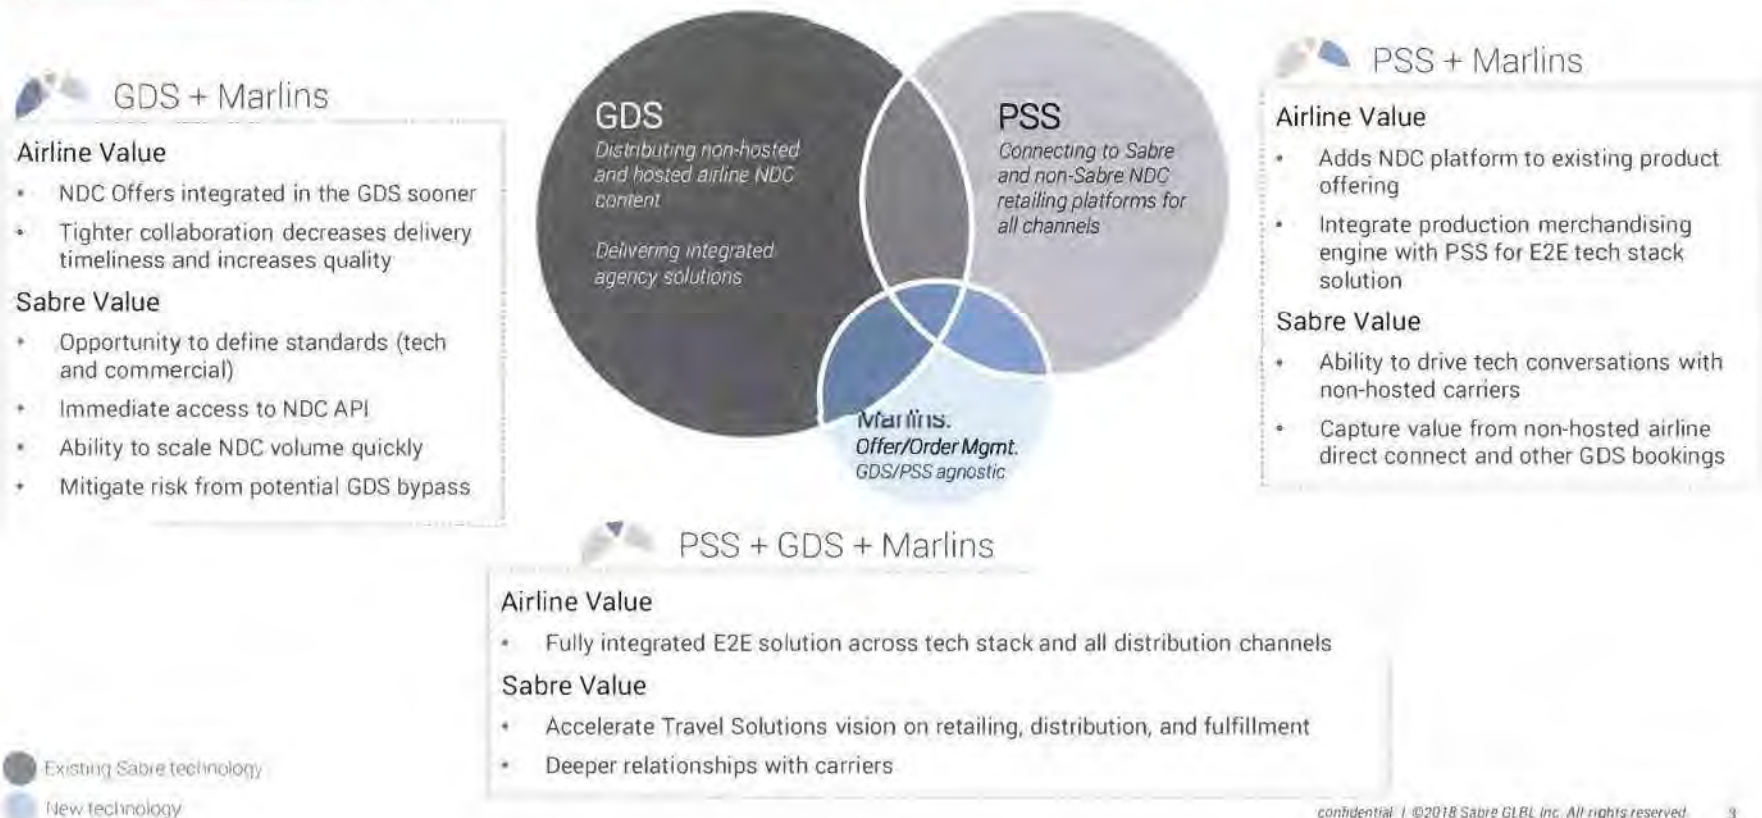 GDS + Marlins
Airline Value
• NDC Offers integrated in the GDS sooner
• Tighter collaboration decreases delivery
timeliness and increases quality
Sabre Value
• Opportunity to define standards (tech
and commercial)
• Immediate access to NDC API
• Ability to scale NDC volume quickly
• Mitigate risk from potential GDS bypass
GDS
Distributing non-hosted
and hosted airline NDC
content
Delivering integrated
agency solutions
PSS
Connecting to Sabre
and non-Sabre NDC
retailing platforms for
all channels
Marlins.
Offer/Order Mgmt.
GDS/PSS agnostic
PSS + Marlins
Airline Value
• Adds NDC platform to existing product
offering
• Integrate production merchandising
engine with PSS for E2E tech stack
solution
Sabre Value
• Ability to drive tech conversations with
non-hosted carriers
• Capture value from non-hosted airline
direct connect and other GDS bookings
PSS + GDS + Marlins
Airline Value
• Fully integrated E2E solution across tech stack and all distribution channels
Sabre Value
• Accelerate Travel Solutions vision on retailing, distribution, and fulfillment
• Deeper relationships with carriers
Existing Sabre technology
New technology
confidential | ©2018 Sabre GLBL Inc. All rights reserved. 3